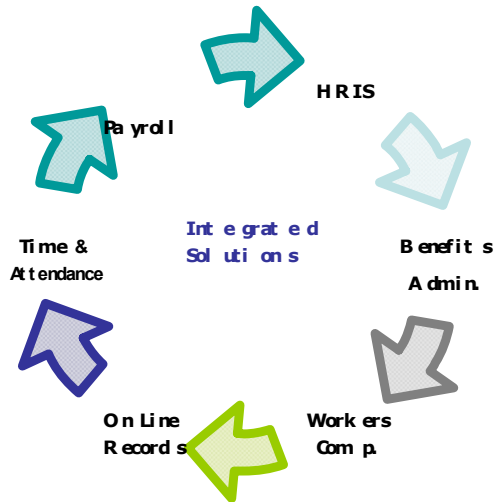 HRIS
Payroll
Integrated
Solutions
Time &
Attendance
Benefits
Admin.
On Line
Records
Workers
Comp.